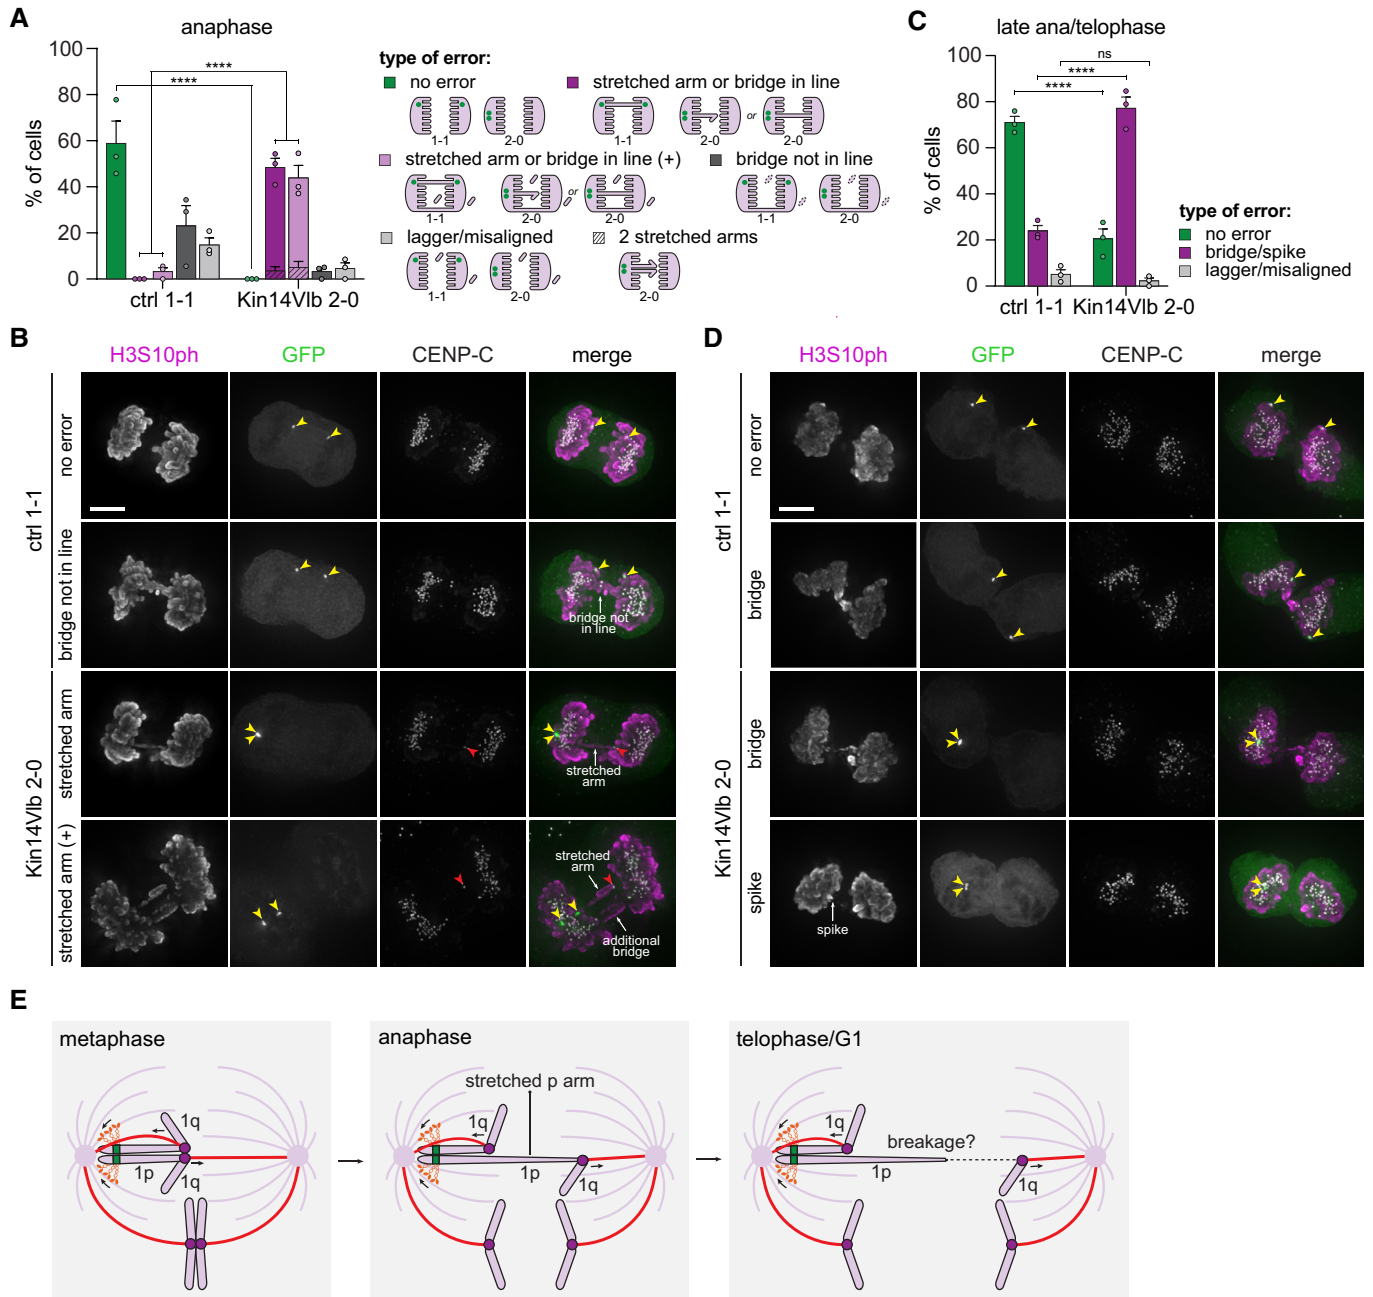 A
anaphase
% of cells
100
80
60
40
20
0
****
****
ctrl 1-1
Kin14VIb 2-0
type of error:
no error
stretched arm or bridge in line
1-1
2-0
1-1
2-0
or
stretched arm or bridge in line (+)
bridge not in line
1-1
2-0
or
1-1
2-0
lagger/misaligned
2 stretched arms
1-1
2-0
2-0
C
late ana/telophase
% of cells
100
80
60
40
20
0
ns
****
****
ctrl 1-1
Kin14VIb 2-0
type of error:
no error
bridge/spike
lagger/misaligned
B
H3S10ph
GFP
CENP-C
merge
ctrl 1-1
no error
bridge not in line
bridge not
in line
Kin14VIb 2-0
stretched arm
stretched
arm
stretched arm (+)
stretched
arm
additional
bridge
D
H3S10ph
GFP
CENP-C
merge
ctrl 1-1
no error
bridge
Kin14VIb 2-0
bridge
spike
spike
E
metaphase
1q
1p
1q
anaphase
stretched p arm
1q
1p
1q
telophase/G1
1q
breakage?
1p
1q